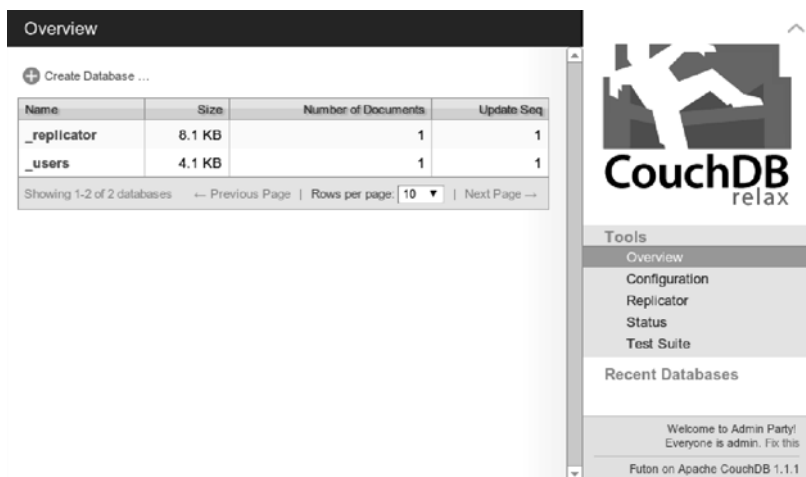 Overview
Create Database ...
Name Size Number of Documents Update Seq
_replicator 8.1 KB 1 1
_users 4.1 KB 1 1
Showing 1-2 of 2 databases ← Previous Page | Rows per page: 10 | Next Page →
CouchDB
relax
Tools
Overview
Configuration
Replicator
Status
Test Suite
Recent Databases
Welcome to Admin Party!
Everyone is admin. Fix this
Futon on Apache CouchDB 1.1.1